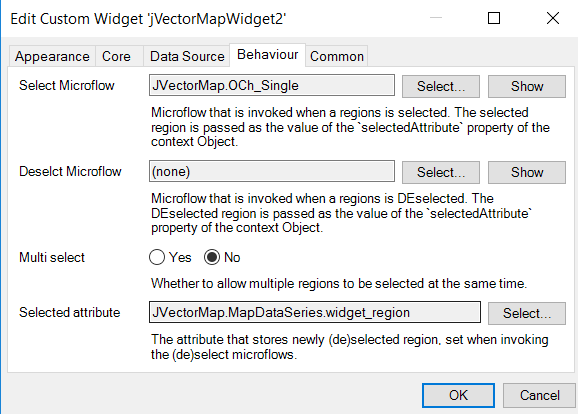 Edit Custom Widget 'jVectorMapWidget2'
Appearance Core Data Source Behaviour Common
Select Microflow JVectorMap.OCh_Single Select... Show
Microflow that is invoked when a regions is selected. The selected
region is passed as the value of the `selectedAttribute` property of the
context Object.
Deselct Microflow (none) Select... Show
Microflow that is invoked when a regions is DEselected. The
DEselected region is passed as the value of the `selectedAttribute`
property of the context Object.
Multi select Yes No
Whether to allow multiple regions to be selected at the same time.
Selected attribute JVectorMap.MapDataSeries.widget_region Select...
The attribute that stores newly (de)selected region, set when invoking
the (de)select microflows.
OK Cancel